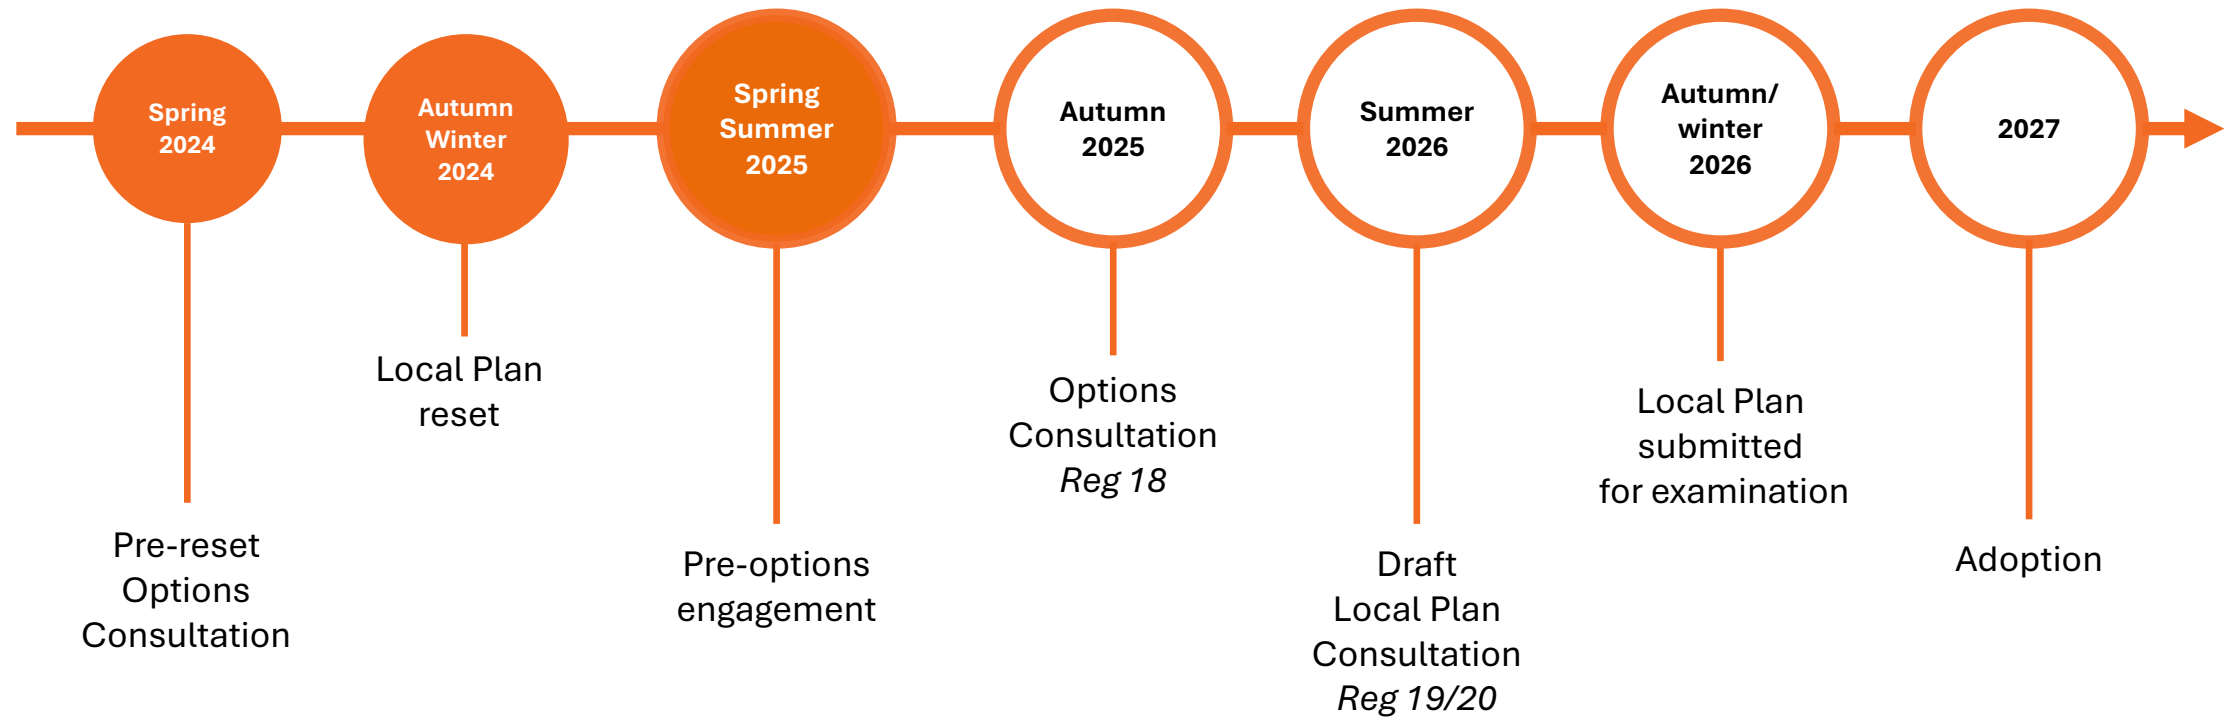 Spring
2024
Autumn
Winter
2024
Spring
Summer
2025
Autumn
2025
Summer
2026
Autumn/
winter
2026
2027
Pre-reset
Options
Consultation
Local Plan
reset
Pre-options
engagement
Options
Consultation
Reg 18
Draft
Local Plan
Consultation
Reg 19/20
Local Plan
submitted
for examination
Adoption